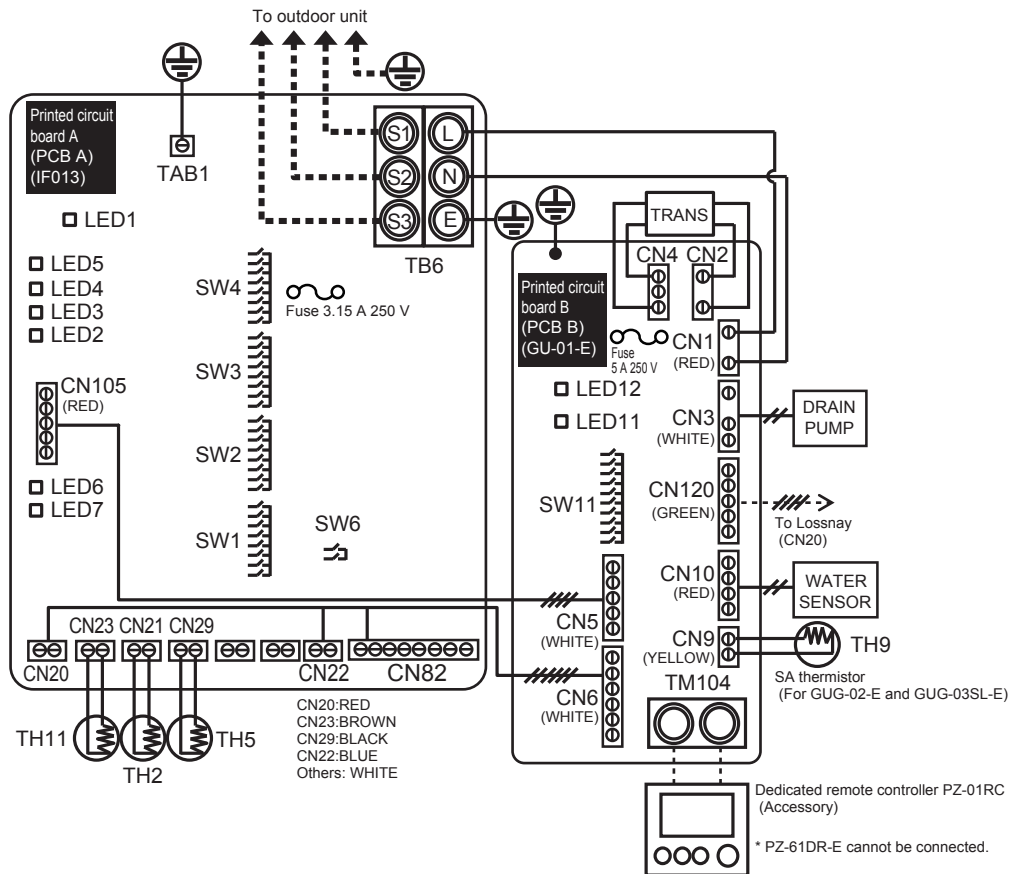 To outdoor unit
Printed circuit
board A
(PCB A)
(IF013)
TAB1
S1
L
S2
N
S3
E
TB6
LED1
LED5
LED4
LED3
LED2
SW4
Fuse 3.15 A 250 V
SW3
CN105
(RED)
SW2
LED6
LED7
SW1
SW6
CN23
CN21
CN29
CN20
CN22
CN82
TH11
TH2
TH5
CN20:RED
CN23:BROWN
CN29:BLACK
CN22:BLUE
Others: WHITE
TRANS
CN4
CN2
Printed circuit
board B
(PCB B)
(GU-01-E)
Fuse
5 A 250 V
CN1
(RED)
LED12
LED11
CN3
(WHITE)
DRAIN
PUMP
SW11
CN120
(GREEN)
To Lossnay
(CN20)
CN10
(RED)
WATER
SENSOR
CN5
(WHITE)
CN9
(YELLOW)
TH9
SA thermistor
(For GUG-02-E and GUG-03SL-E)
CN6
(WHITE)
TM104
Dedicated remote controller PZ-01RC
(Accessory)
* PZ-61DR-E cannot be connected.